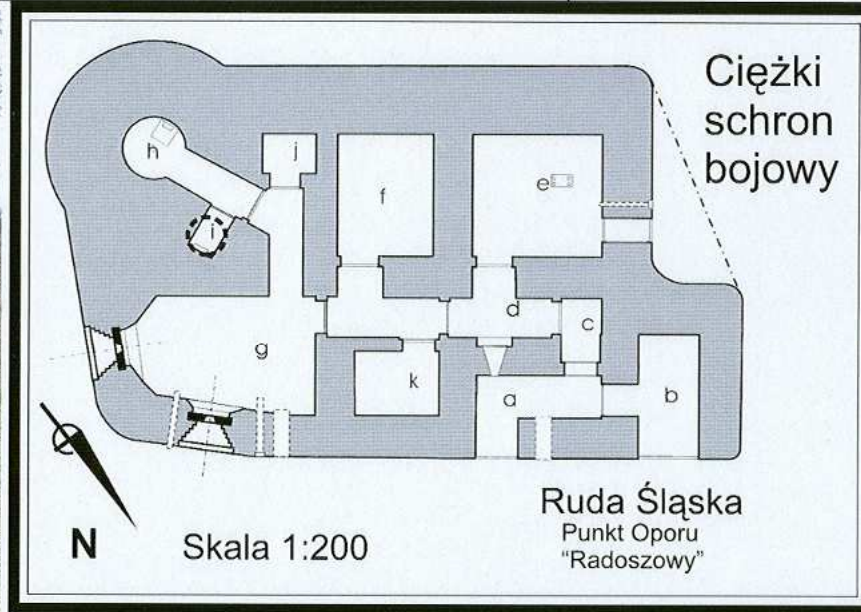 Ciężki
schron
bojowy
h
j
f
e
i
d
c
g
k
a
b
N
Skala 1:200
Ruda Śląska
Punkt Oporu
"Radoszowy"